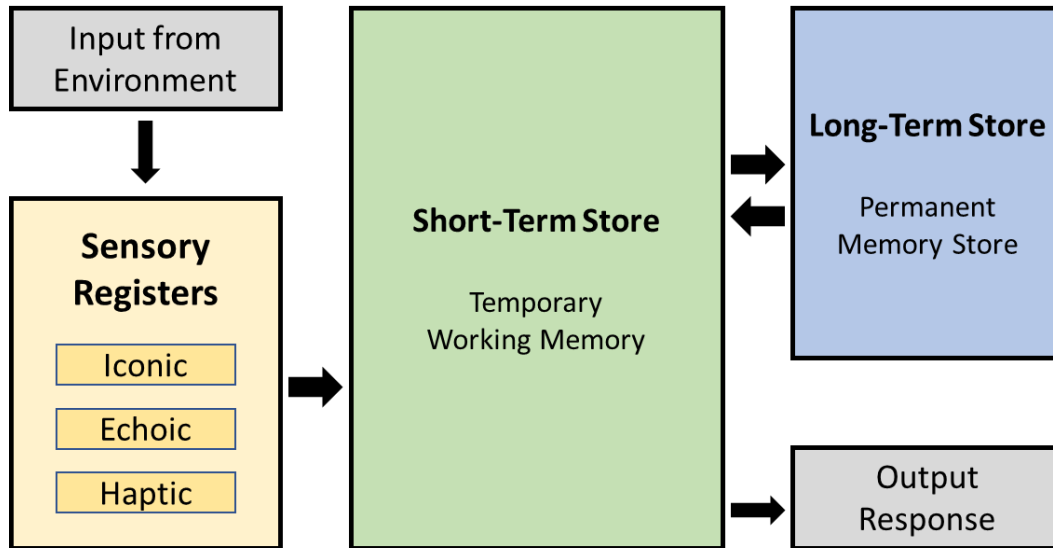 Input from
Environment
Sensory
Registers
Iconic
Echoic
Haptic
Short-Term Store
Temporary
Working Memory
Long-Term Store
Permanent
Memory Store
Output
Response